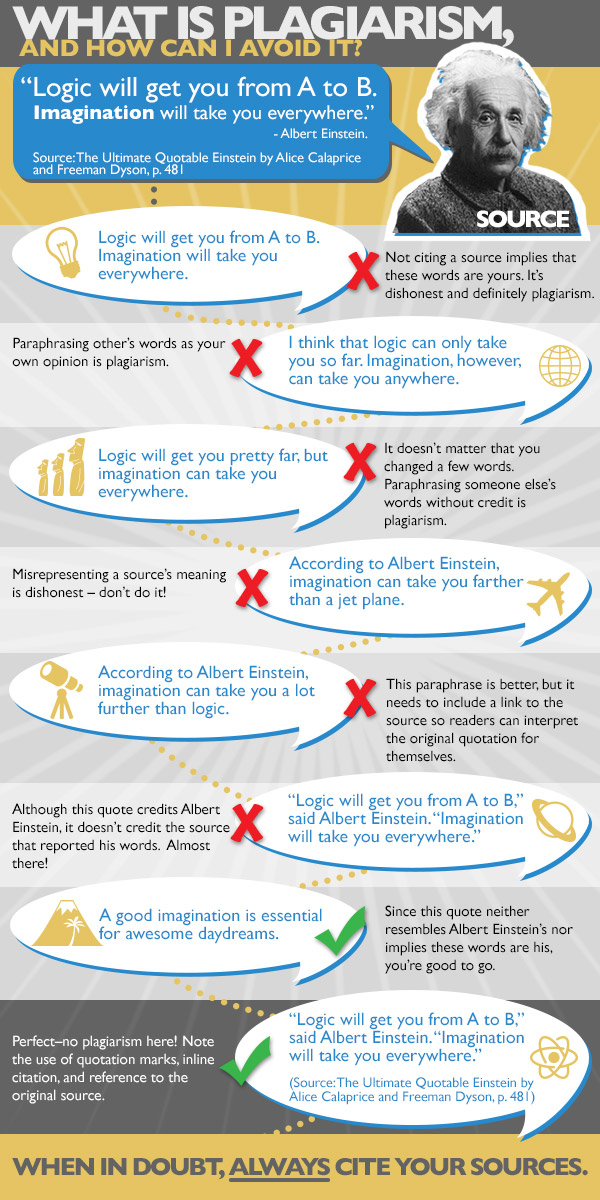 WHAT IS PLAGIARISM,
AND HOW CAN I AVOID IT?
“Logic will get you from A to B.
Imagination will take you everywhere.”
- Albert Einstein.
Source: The Ultimate Quotable Einstein by Alice Calaprice
and Freeman Dyson, p. 481
SOURCE
Logic will get you from A to B.
Imagination will take you
everywhere.
Not citing a source implies that
these words are yours. It’s
dishonest and definitely plagiarism.
Paraphrasing other’s words as your
own opinion is plagiarism.
I think that logic can only take
you so far. Imagination, however,
can take you anywhere.
Logic will get you pretty far, but
imagination can take you
everywhere.
It doesn’t matter that you
changed a few words.
Paraphrasing someone else’s
words without credit is
plagiarism.
Misrepresenting a source’s meaning
is dishonest – don’t do it!
According to Albert Einstein,
imagination can take you farther
than a jet plane.
According to Albert Einstein,
imagination can take you a lot
further than logic.
This paraphrase is better, but it
needs to include a link to the
source so readers can interpret
the original quotation for
themselves.
Although this quote credits Albert
Einstein, it doesn’t credit the source
that reported his words. Almost
there!
“Logic will get you from A to B,”
said Albert Einstein. “Imagination
will take you everywhere.”
A good imagination is essential
for awesome daydreams.
Since this quote neither
resembles Albert Einstein’s nor
implies these words are his,
you’re good to go.
Perfect–no plagiarism here! Note
the use of quotation marks, inline
citation, and reference to the
original source.
“Logic will get you from A to B,”
said Albert Einstein. “Imagination
will take you everywhere.”
(Source: The Ultimate Quotable Einstein by
Alice Calaprice and Freeman Dyson, p. 481)
WHEN IN DOUBT, ALWAYS CITE YOUR SOURCES.